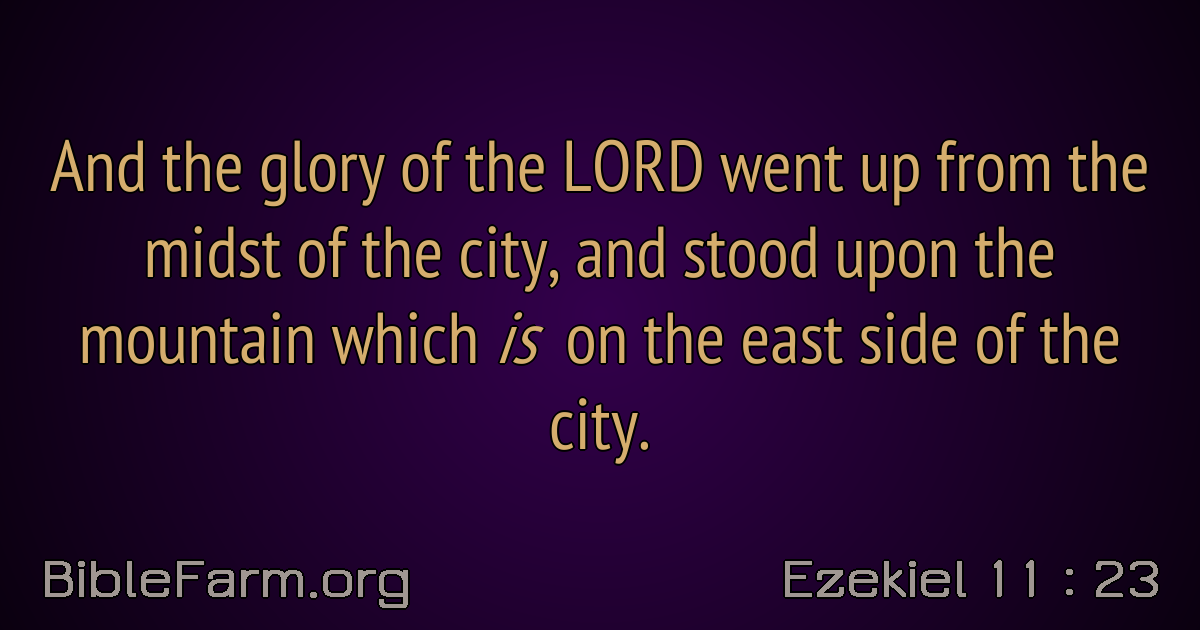 And the glory of the LORD went up from the
midst of the city, and stood upon the
mountain which is on the east side of the
city.
BibleFarm.org
Ezekiel 11 : 23